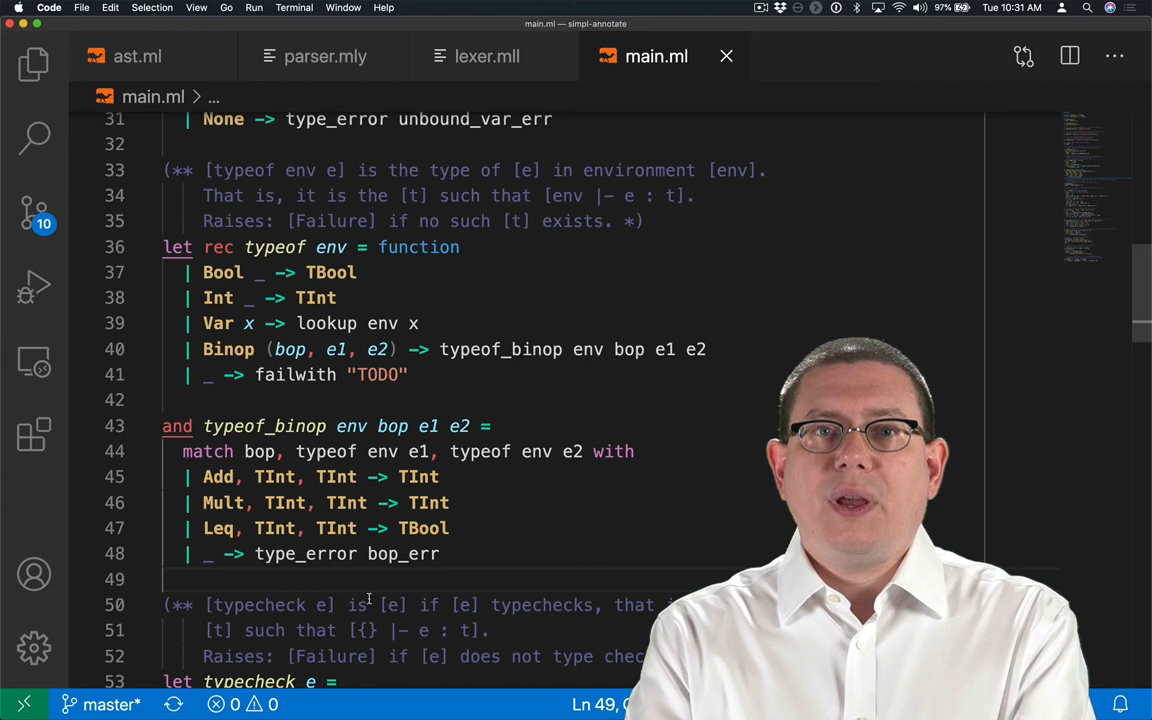 Code File Edit Selection View Go Run Terminal Window Help 97% Tue 10:31 AM
main.ml — simpl-annotate
ast.ml parser.mly lexer.mll main.ml
main.ml > ...
31 | None -> type_error unbound_var_err
32
33 (** [typeof env e] is the type of [e] in environment [env].
34 That is, it is the [t] such that [env |- e : t].
35 Raises: [Failure] if no such [t] exists. *)
36 let rec typeof env = function
37 | Bool _ -> TBool
38 | Int _ -> TInt
39 | Var x -> lookup env x
40 | Binop (bop, e1, e2) -> typeof_binop env bop e1 e2
41 | _ -> failwith "TODO"
42
43 and typeof_binop env bop e1 e2 =
44 match bop, typeof env e1, typeof env e2 with
45 | Add, TInt, TInt -> TInt
46 | Mult, TInt, TInt -> TInt
47 | Leq, TInt, TInt -> TBool
48 | _ -> type_error bop_err
49
50 (** [typecheck e] is [e] if [e] typechecks, that
51 [t] such that [{} |- e : t].
52 Raises: [Failure] if [e] does not type
53 let typecheck e =
10
master* 0 0 Ln 49,